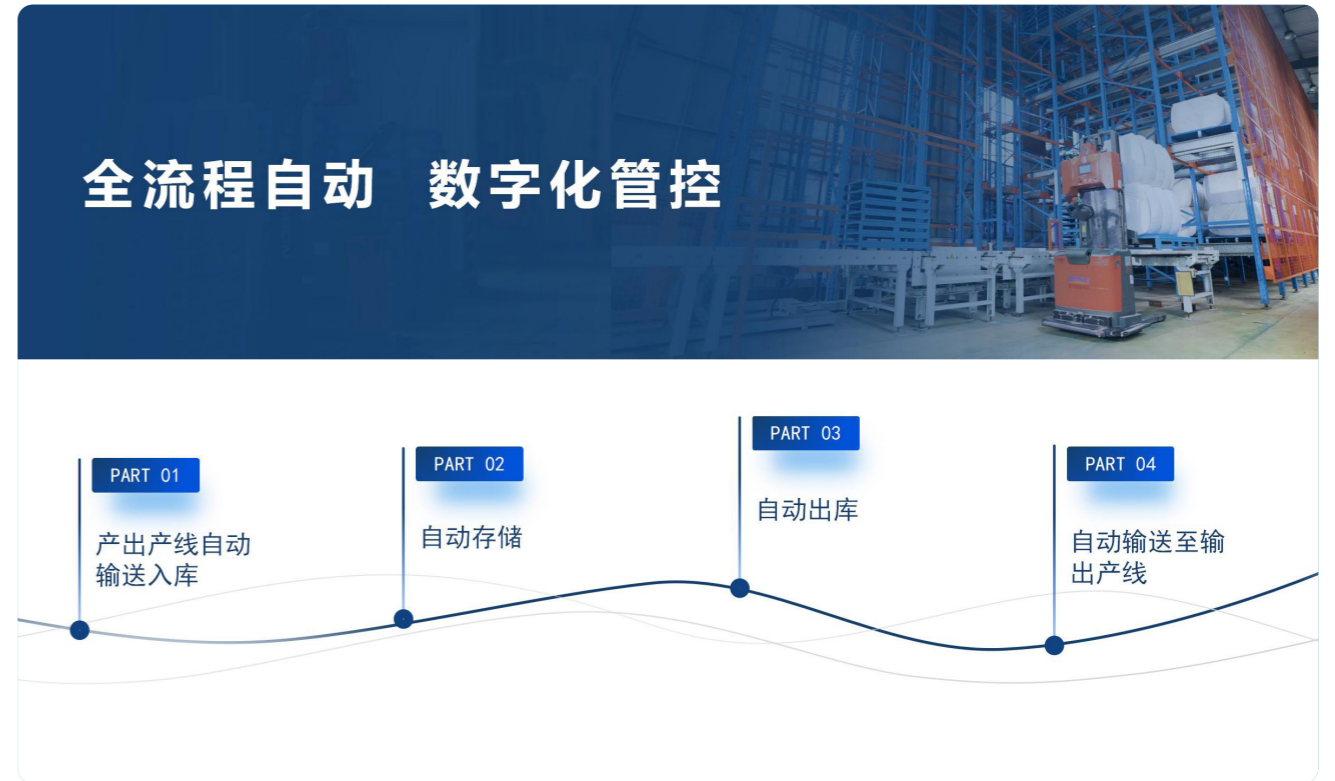 全流程自动 数字化管控
PART 01
产出产线自动
输送入库
PART 02
自动存储
PART 03
自动出库
PART 04
自动输送至输
出产线